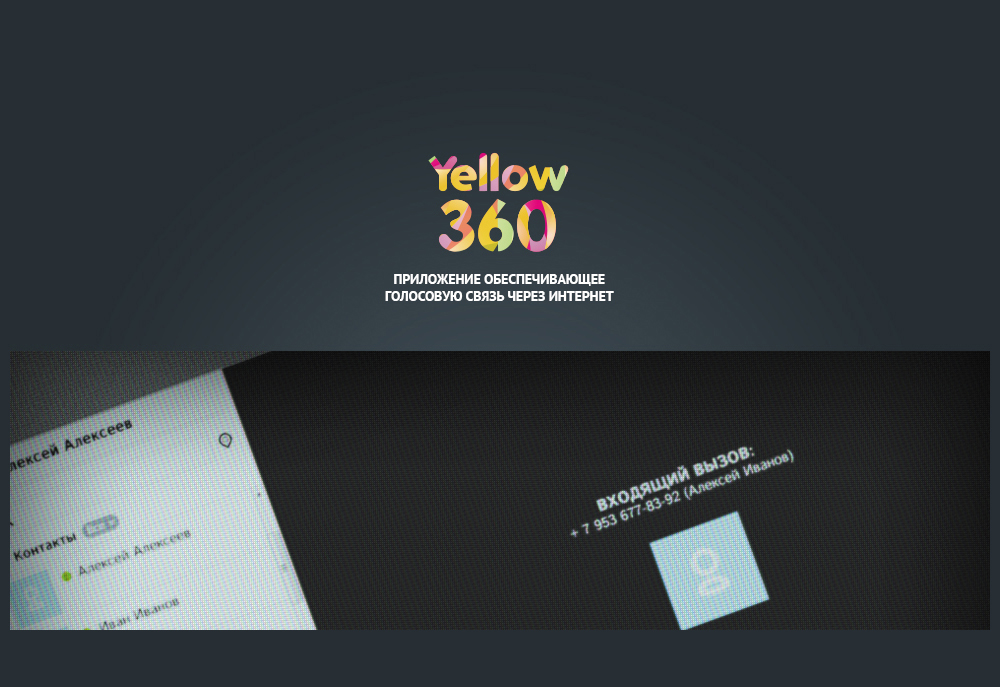 Yellow
360
ПРИЛОЖЕНИЕ ОБЕСПЕЧИВАЮЩЕЕ
ГОЛОСОВУЮ СВЯЗЬ ЧЕРЕЗ ИНТЕРНЕТ
лексей Алексеев
Контакты
Алексей Алексеев
Иван Иванов
ВХОДЯЩИЙ ВЫЗОВ:
+ 7 953 677-83-92 (Алексей Иванов)